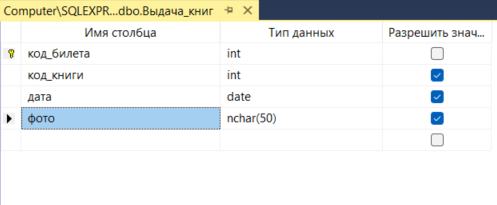 Computer\SQLEXPR...dbo.Выдача_книг
Имя столбца Тип данных Разрешить знач...
код_билета int
код_книги int
дата date
фото nchar(50)